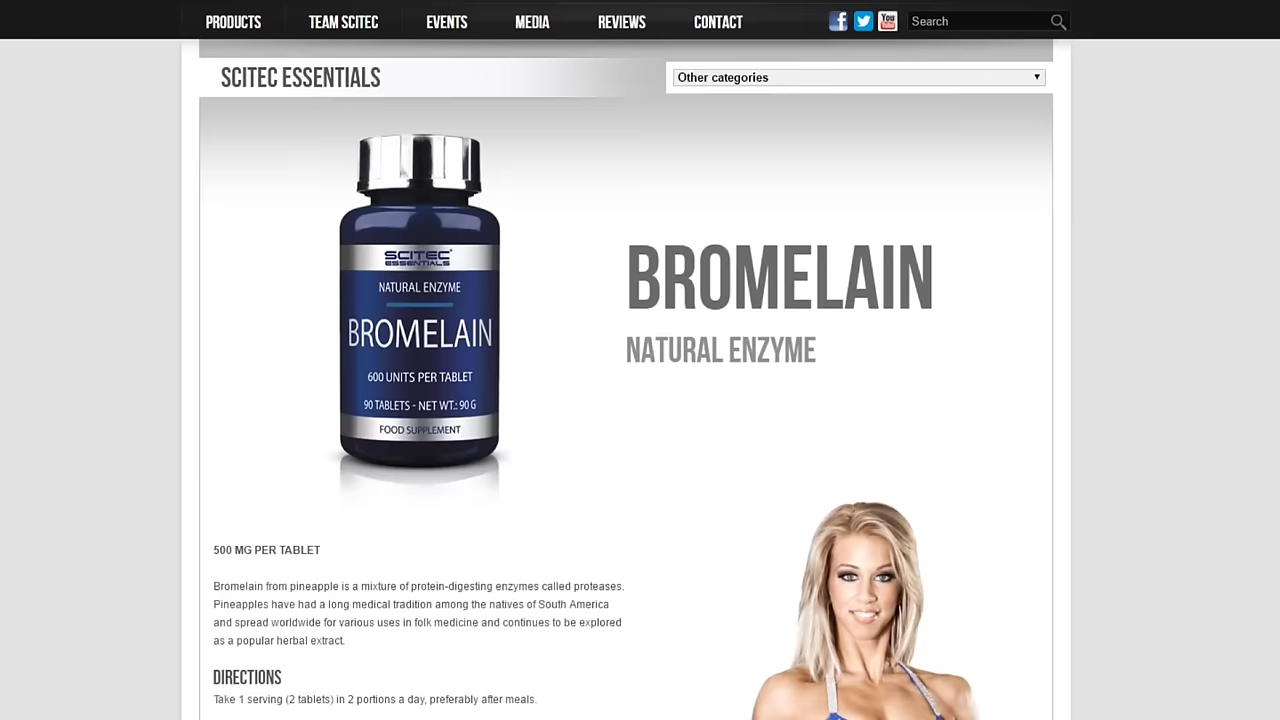 PRODUCTS TEAM SCITEC EVENTS MEDIA REVIEWS CONTACT Search
SCITEC ESSENTIALS
Other categories
SCITEC
ESSENTIALS
NATURAL ENZYME
BROMELAIN
600 UNITS PER TABLET
90 TABLETS - NET WT.: 90 G
FOOD SUPPLEMENT
BROMELAIN
NATURAL ENZYME
500 MG PER TABLET
Bromelain from pineapple is a mixture of protein-digesting enzymes called proteases.
Pineapples have had a long medical tradition among the natives of South America
and spread worldwide for various uses in folk medicine and continues to be explored
as a popular herbal extract.
DIRECTIONS
Take 1 serving (2 tablets) in 2 portions a day, preferably after meals.